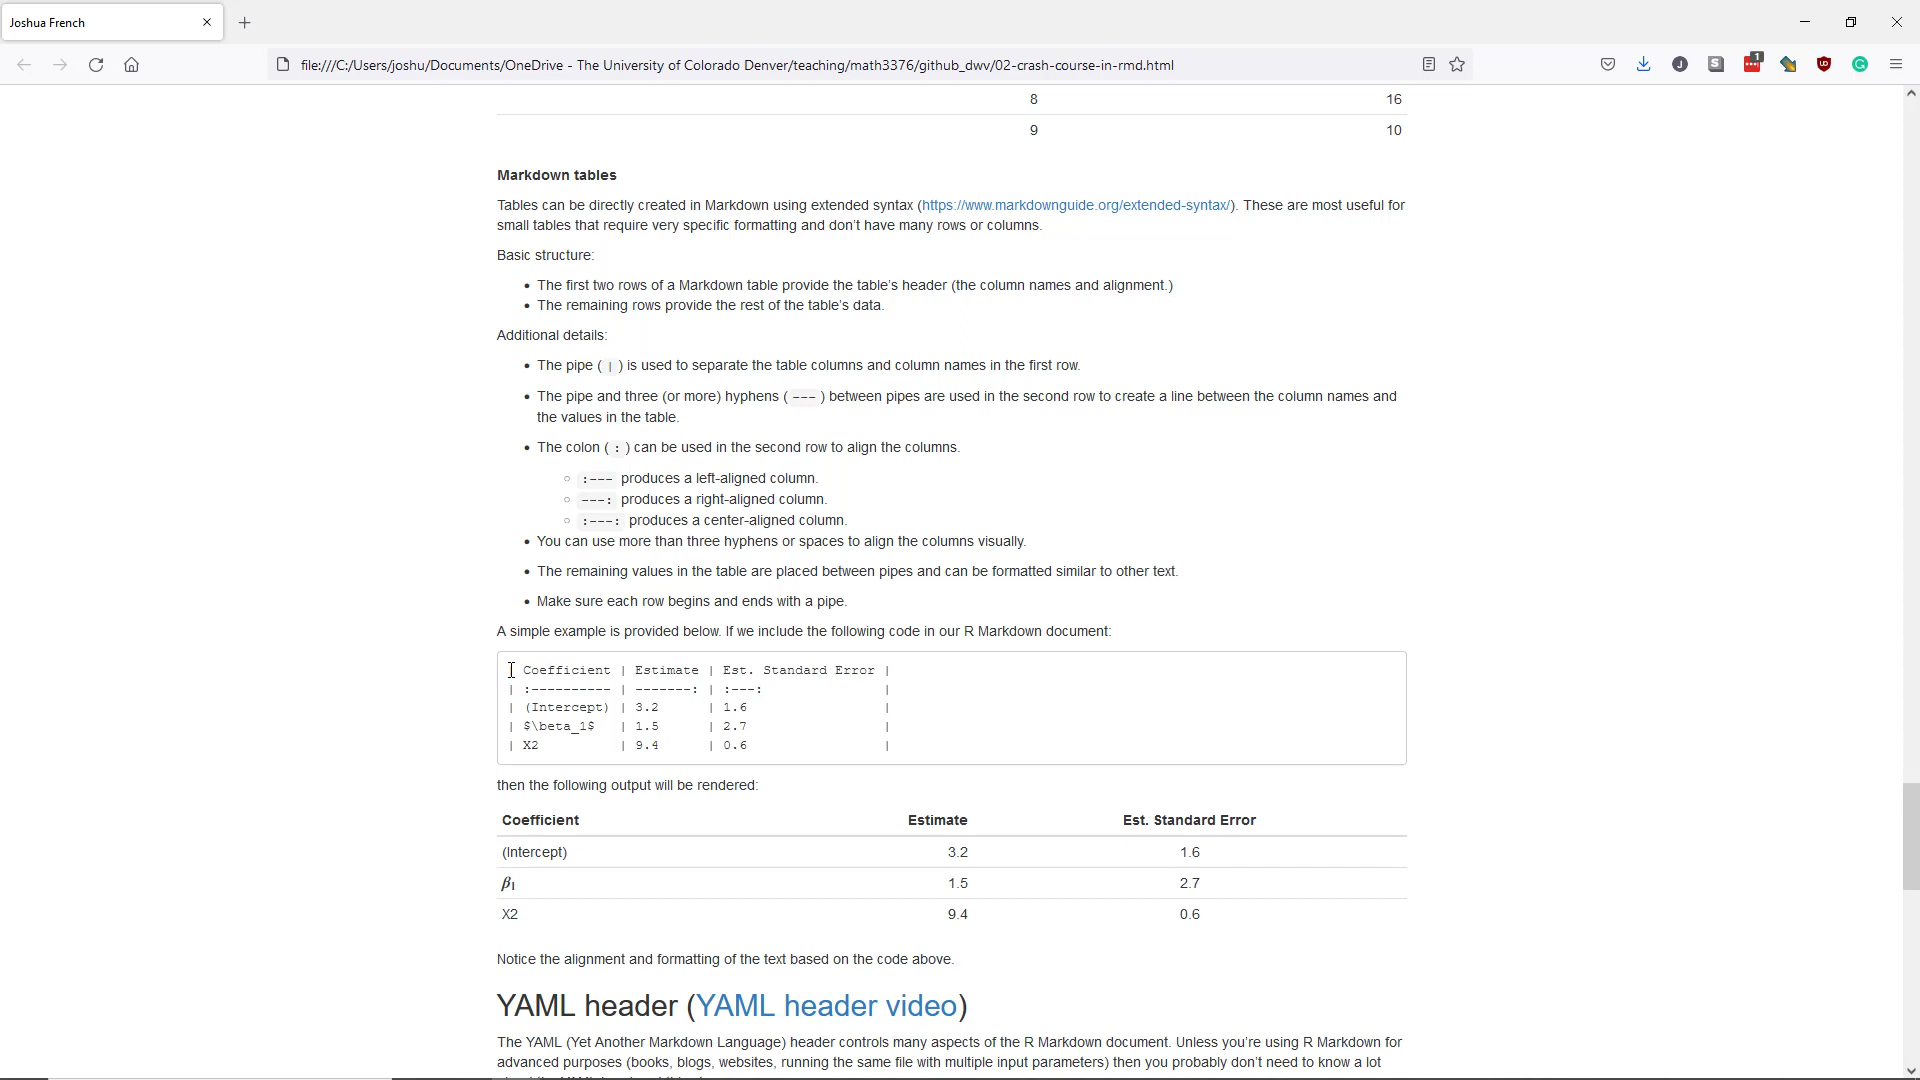 Joshua French
file:///C:/Users/joshu/Documents/OneDrive - The University of Colorado Denver/teaching/math3376/github_dwv/02-crash-course-in-rmd.html
8 16
9 10
Markdown tables
Tables can be directly created in Markdown using extended syntax (https://www.markdownguide.org/extended-syntax/). These are most useful for
small tables that require very specific formatting and don’t have many rows or columns.
Basic structure:
• The first two rows of a Markdown table provide the table’s header (the column names and alignment.)
• The remaining rows provide the rest of the table’s data.
Additional details:
• The pipe ( | ) is used to separate the table columns and column names in the first row.
• The pipe and three (or more) hyphens ( --- ) between pipes are used in the second row to create a line between the column names and
the values in the table.
• The colon ( : ) can be used in the second row to align the columns.
○ :--- produces a left-aligned column.
○ ---: produces a right-aligned column.
○ :---: produces a center-aligned column.
• You can use more than three hyphens or spaces to align the columns visually.
• The remaining values in the table are placed between pipes and can be formatted similar to other text.
• Make sure each row begins and ends with a pipe.
A simple example is provided below. If we include the following code in our R Markdown document:
| Coefficient | Estimate | Est. Standard Error |
| :---------- | -------: | :---:               |
| (Intercept) | 3.2      | 1.6                 |
| $\beta_1$   | 1.5      | 2.7                 |
| X2          | 9.4      | 0.6                 |
then the following output will be rendered:
Coefficient Estimate Est. Standard Error
(Intercept) 3.2 1.6
β1 1.5 2.7
X2 9.4 0.6
Notice the alignment and formatting of the text based on the code above.
YAML header (YAML header video)
The YAML (Yet Another Markdown Language) header controls many aspects of the R Markdown document. Unless you’re using R Markdown for
advanced purposes (books, blogs, websites, running the same file with multiple input parameters) then you probably don’t need to know a lot